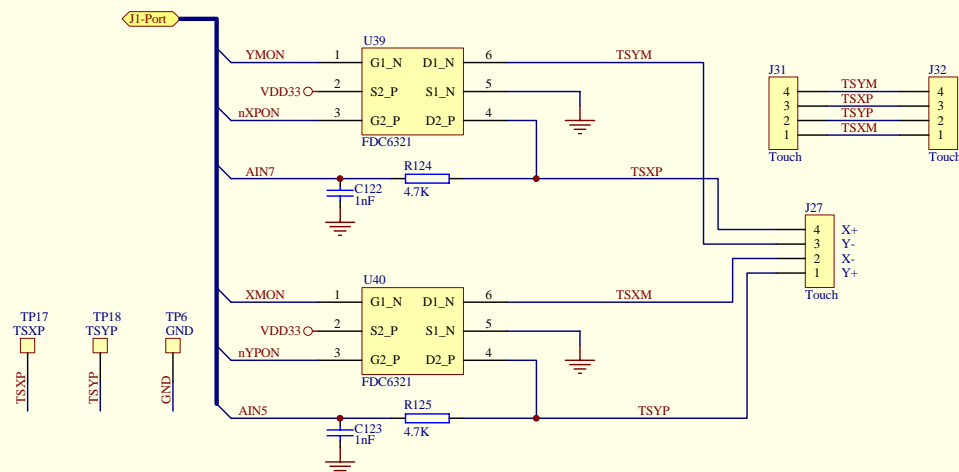 J1-Port
U39
YMON 1 G1_N D1_N 6 TSYM
VDD33 2 S2_P S1_N 5
nXPON 3 G2_P D2_P 4
FDC6321
AIN7 R124 TSXP
4.7K
C122
1nF
J31 J32
4 TSYM 4
3 TSXP 3
2 TSYP 2
1 TSXM 1
Touch Touch
J27
4 X+
3 Y-
2 X-
1 Y+
Touch
U40
XMON 1 G1_N D1_N 6 TSXM
VDD33 2 S2_P S1_N 5
nYPON 3 G2_P D2_P 4
FDC6321
AIN5 R125 TSYP
4.7K
C123
1nF
TP17 TP18 TP6
TSXP TSYP GND
TSXP TSYP GND